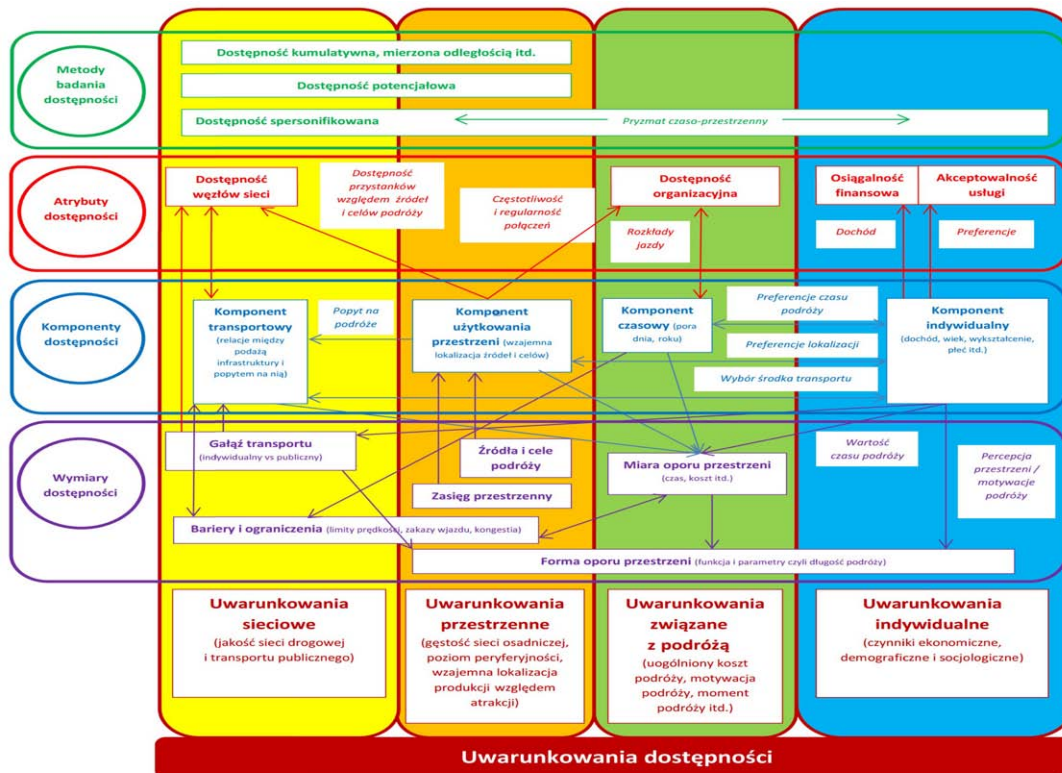 Metody
badania
dostępności
Dostępność kumulatywna, mierzona odległością itd.
Dostępność potencjałowa
Dostępność spersonifikowana
Pryzmat czaso-przestrzenny
Atrybuty
dostępności
Dostępność
węzłów sieci
Dostępność
przystanków
względem źródeł
i celów podróży
Częstotliwość
i regularność
połączeń
Dostępność
organizacyjna
Rozkłady
jazdy
Osiągalność
finansowa
Akceptowalność
usługi
Dochód
Preferencje
Komponenty
dostępności
Komponent
transportowy
(relacje między
podażą
infrastruktury i
popytem na nią)
Popyt na
podróże
Komponent
użytkowania
przestrzeni (wzajemna
lokalizacja źródeł i celów)
Komponent
czasowy (pora
dnia, roku)
Preferencje czasu
podróży
Preferencje lokalizacji
Wybór środka transportu
Komponent
indywidualny
(dochód, wiek, wykształcenie,
płeć itd.)
Wymiary
dostępności
Gałąź transportu
(indywidualny vs publiczny)
Źródła i cele
podróży
Zasięg przestrzenny
Miara oporu przestrzeni
(czas, koszt itd.)
Wartość
czasu podróży
Percepcja
przestrzeni /
motywacje
podróży
Bariery i ograniczenia (limity prędkości, zakazy wjazdu, kongestia)
Forma oporu przestrzeni (funkcja i parametry czyli długość podróży)
Uwarunkowania
sieciowe
(jakość sieci drogowej
i transportu publicznego)
Uwarunkowania
przestrzenne
(gęstość sieci osadniczej,
poziom peryferyjności,
wzajemna lokalizacja
produkcji względem
atrakcji)
Uwarunkowania
związane
z podróżą
(uogólniony koszt
podróży, motywacja
podróży, moment
podróży itd.)
Uwarunkowania
indywidualne
(czynniki ekonomiczne,
demograficzne i socjologiczne)
Uwarunkowania dostępności